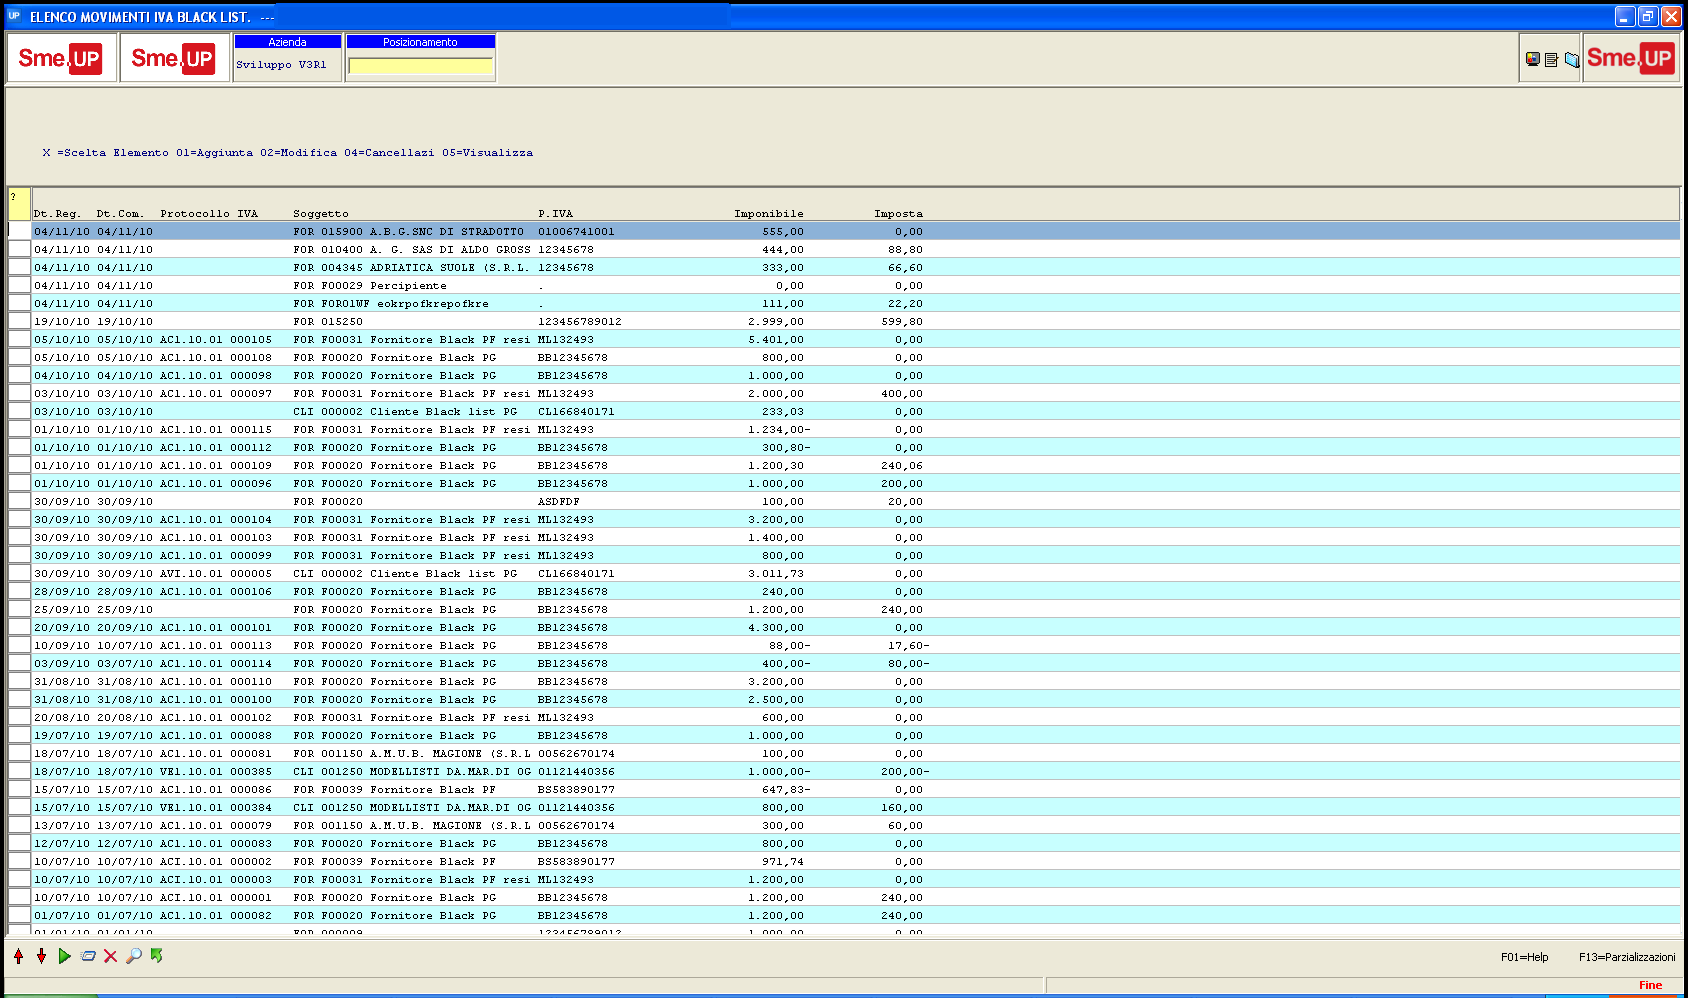 UP ELENCO MOVIMENTI IVA BLACK LIST. ---
Sme.UP Sme.UP Azienda Posizionamento Sme.UP
Sviluppo V3R1
X =Scelta Elemento 01=Aggiunta 02=Modifica 04=Cancellazi 05=Visualizza
?
Dt.Reg. Dt.Com. Protocollo IVA Soggetto P.IVA Imponibile Imposta
04/11/10 04/11/10 FOR 015900 A.B.G.SNC DI STRADOTTO 01006741001 555,00 0,00
04/11/10 04/11/10 FOR 010400 A. G. SAS DI ALDO GROSS 12345678 444,00 88,80
04/11/10 04/11/10 FOR 004345 ADRIATICA SUOLE (S.R.L. 12345678 333,00 66,60
04/11/10 04/11/10 FOR F00029 Percipiente . 0,00 0,00
04/11/10 04/11/10 FOR FOR01WF eokrpofkrepofkre . 111,00 22,20
19/10/10 19/10/10 FOR 015250 123456789012 2.999,00 599,80
05/10/10 05/10/10 AC1.10.01 000105 FOR F00031 Fornitore Black PF resi ML132493 5.401,00 0,00
05/10/10 05/10/10 AC1.10.01 000108 FOR F00020 Fornitore Black PG BB12345678 800,00 0,00
04/10/10 04/10/10 AC1.10.01 000098 FOR F00020 Fornitore Black PG BB12345678 1.000,00 0,00
03/10/10 03/10/10 AC1.10.01 000097 FOR F00031 Fornitore Black PF resi ML132493 2.000,00 400,00
03/10/10 03/10/10 CLI 000002 Cliente Black list PG CL166840171 233,03 0,00
01/10/10 01/10/10 AC1.10.01 000115 FOR F00031 Fornitore Black PF resi ML132493 1.234,00- 0,00
01/10/10 01/10/10 AC1.10.01 000112 FOR F00020 Fornitore Black PG BB12345678 300,80- 0,00
01/10/10 01/10/10 AC1.10.01 000109 FOR F00020 Fornitore Black PG BB12345678 1.200,30 240,06
01/10/10 01/10/10 AC1.10.01 000096 FOR F00020 Fornitore Black PG BB12345678 1.000,00 200,00
30/09/10 30/09/10 FOR F00020 ASDFDF 100,00 20,00
30/09/10 30/09/10 AC1.10.01 000104 FOR F00031 Fornitore Black PF resi ML132493 3.200,00 0,00
30/09/10 30/09/10 AC1.10.01 000103 FOR F00031 Fornitore Black PF resi ML132493 1.400,00 0,00
30/09/10 30/09/10 AC1.10.01 000099 FOR F00031 Fornitore Black PF resi ML132493 800,00 0,00
30/09/10 30/09/10 AVI.10.01 000005 CLI 000002 Cliente Black list PG CL166840171 3.011,73 0,00
28/09/10 28/09/10 AC1.10.01 000106 FOR F00020 Fornitore Black PG BB12345678 240,00 0,00
25/09/10 25/09/10 FOR F00020 Fornitore Black PG BB12345678 1.200,00 240,00
20/09/10 20/09/10 AC1.10.01 000101 FOR F00020 Fornitore Black PG BB12345678 4.300,00 0,00
10/09/10 10/07/10 AC1.10.01 000113 FOR F00020 Fornitore Black PG BB12345678 88,00- 17,60-
03/09/10 03/07/10 AC1.10.01 000114 FOR F00020 Fornitore Black PG BB12345678 400,00- 80,00-
31/08/10 31/08/10 AC1.10.01 000110 FOR F00020 Fornitore Black PG BB12345678 3.200,00 0,00
31/08/10 31/08/10 AC1.10.01 000100 FOR F00020 Fornitore Black PG BB12345678 2.500,00 0,00
20/08/10 20/08/10 AC1.10.01 000102 FOR F00031 Fornitore Black PF resi ML132493 600,00 0,00
19/07/10 19/07/10 AC1.10.01 000088 FOR F00020 Fornitore Black PG BB12345678 1.000,00 0,00
18/07/10 18/07/10 AC1.10.01 000081 FOR 001150 A.M.U.B. MAGIONE (S.R.L 00562670174 100,00 0,00
18/07/10 18/07/10 VE1.10.01 000385 CLI 001250 MODELLISTI DA.MAR.DI OG 01121440356 1.000,00- 200,00-
15/07/10 15/07/10 AC1.10.01 000086 FOR F00039 Fornitore Black PF BS583890177 647,83- 0,00
15/07/10 15/07/10 VE1.10.01 000384 CLI 001250 MODELLISTI DA.MAR.DI OG 01121440356 800,00 160,00
13/07/10 13/07/10 AC1.10.01 000079 FOR 001150 A.M.U.B. MAGIONE (S.R.L 00562670174 300,00 60,00
12/07/10 12/07/10 AC1.10.01 000083 FOR F00020 Fornitore Black PG BB12345678 800,00 0,00
10/07/10 10/07/10 ACI.10.01 000002 FOR F00039 Fornitore Black PF BS583890177 971,74 0,00
10/07/10 10/07/10 ACI.10.01 000003 FOR F00031 Fornitore Black PF resi ML132493 1.200,00 0,00
10/07/10 10/07/10 ACI.10.01 000001 FOR F00020 Fornitore Black PG BB12345678 1.200,00 240,00
01/07/10 01/07/10 AC1.10.01 000082 FOR F00020 Fornitore Black PG BB12345678 1.200,00 240,00
01/01/10 01/01/10 FOR 000009 123456789012 1.000,00 0,00
F01=Help F13=Parzializzazioni
Fine